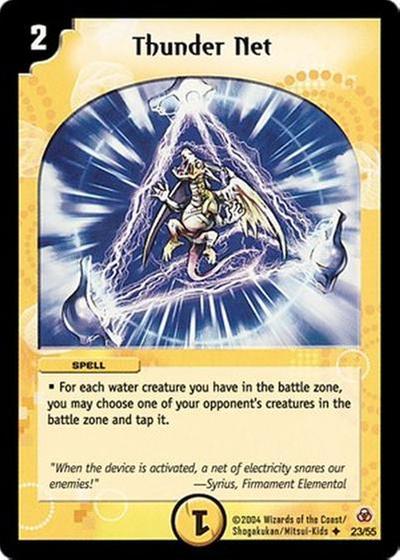 2
Thunder Net
SPELL
▪ For each water creature you have in the battle zone,
you may choose one of your opponent's creatures in the
battle zone and tap it.
"When the device is activated, a net of electricity snares our
enemies!" —Syrius, Firmament Elemental
1
©2004 Wizards of the Coast/
Shogakukan/Mitsui-Kids ♦ 23/55